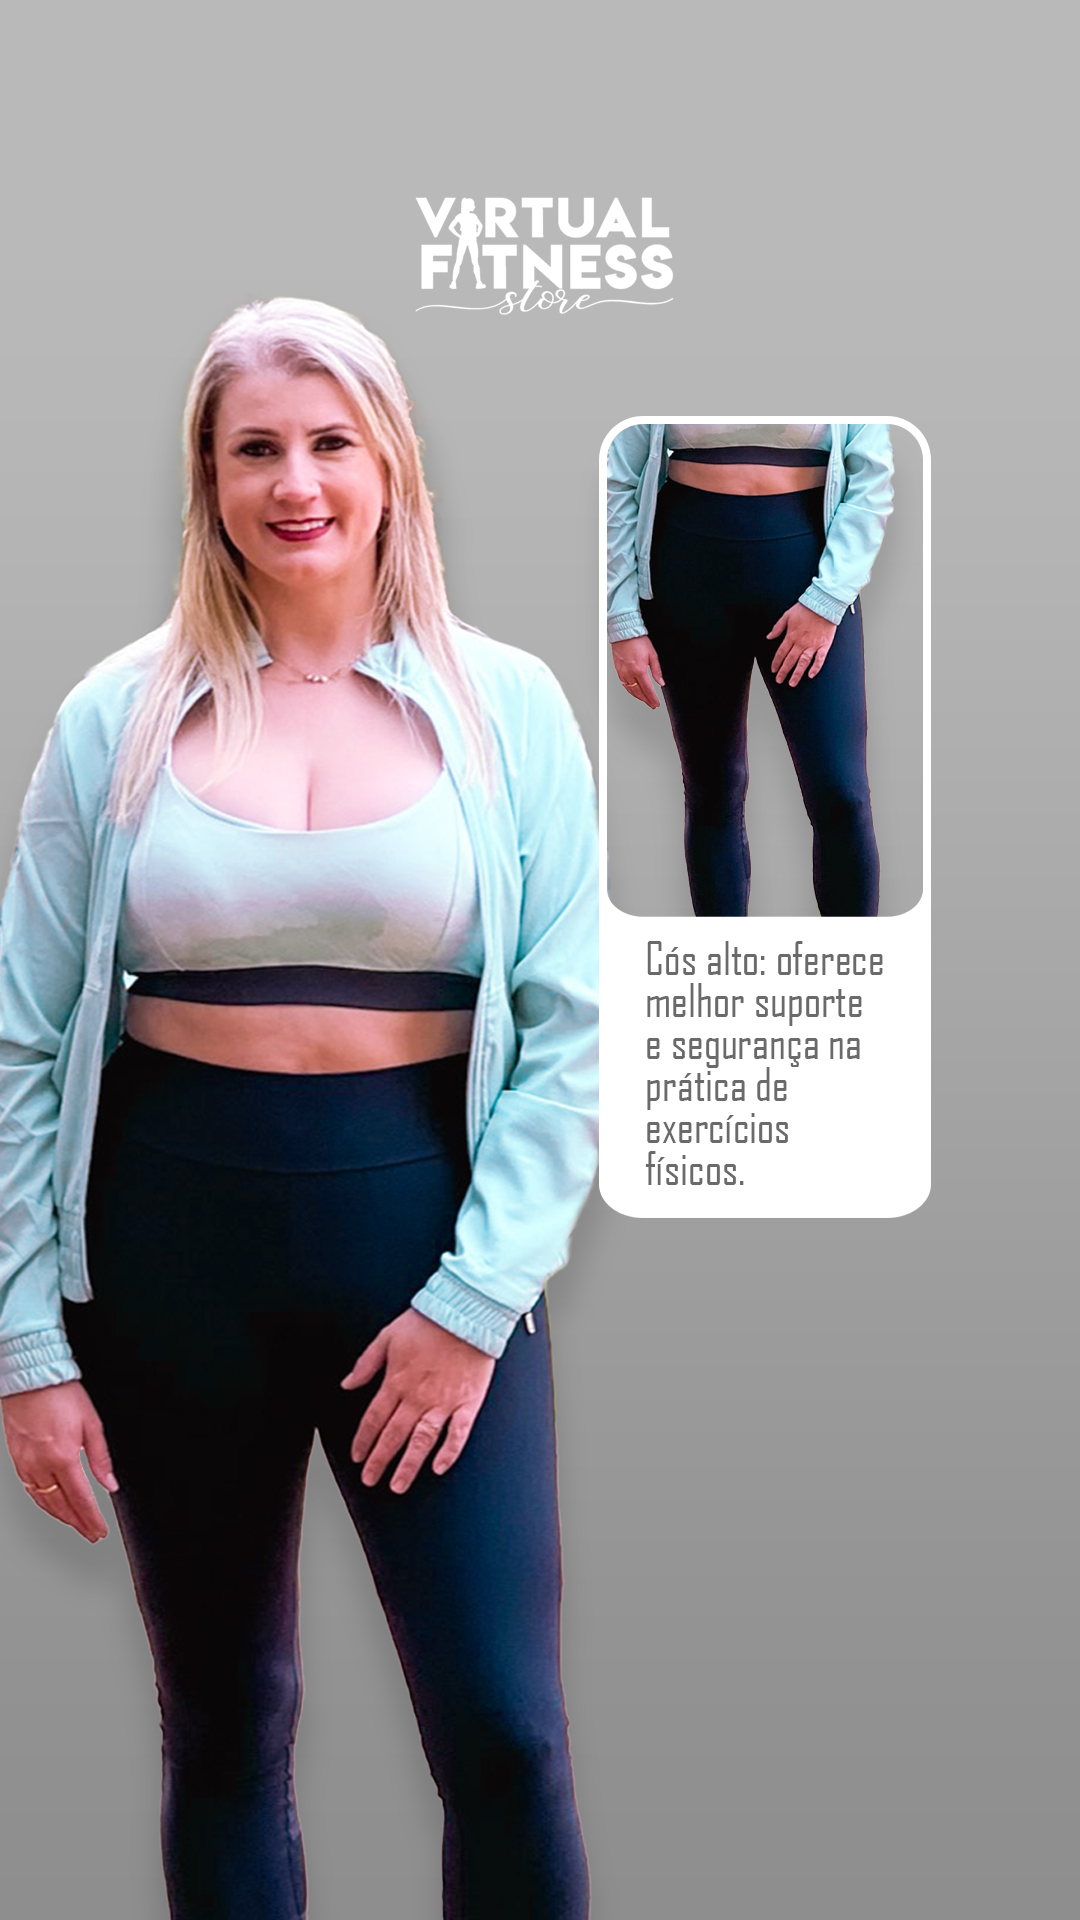 VIRTUAL
FITNESS
store
Cós alto: oferece
melhor suporte
e segurança na
prática de
exercícios
físicos.